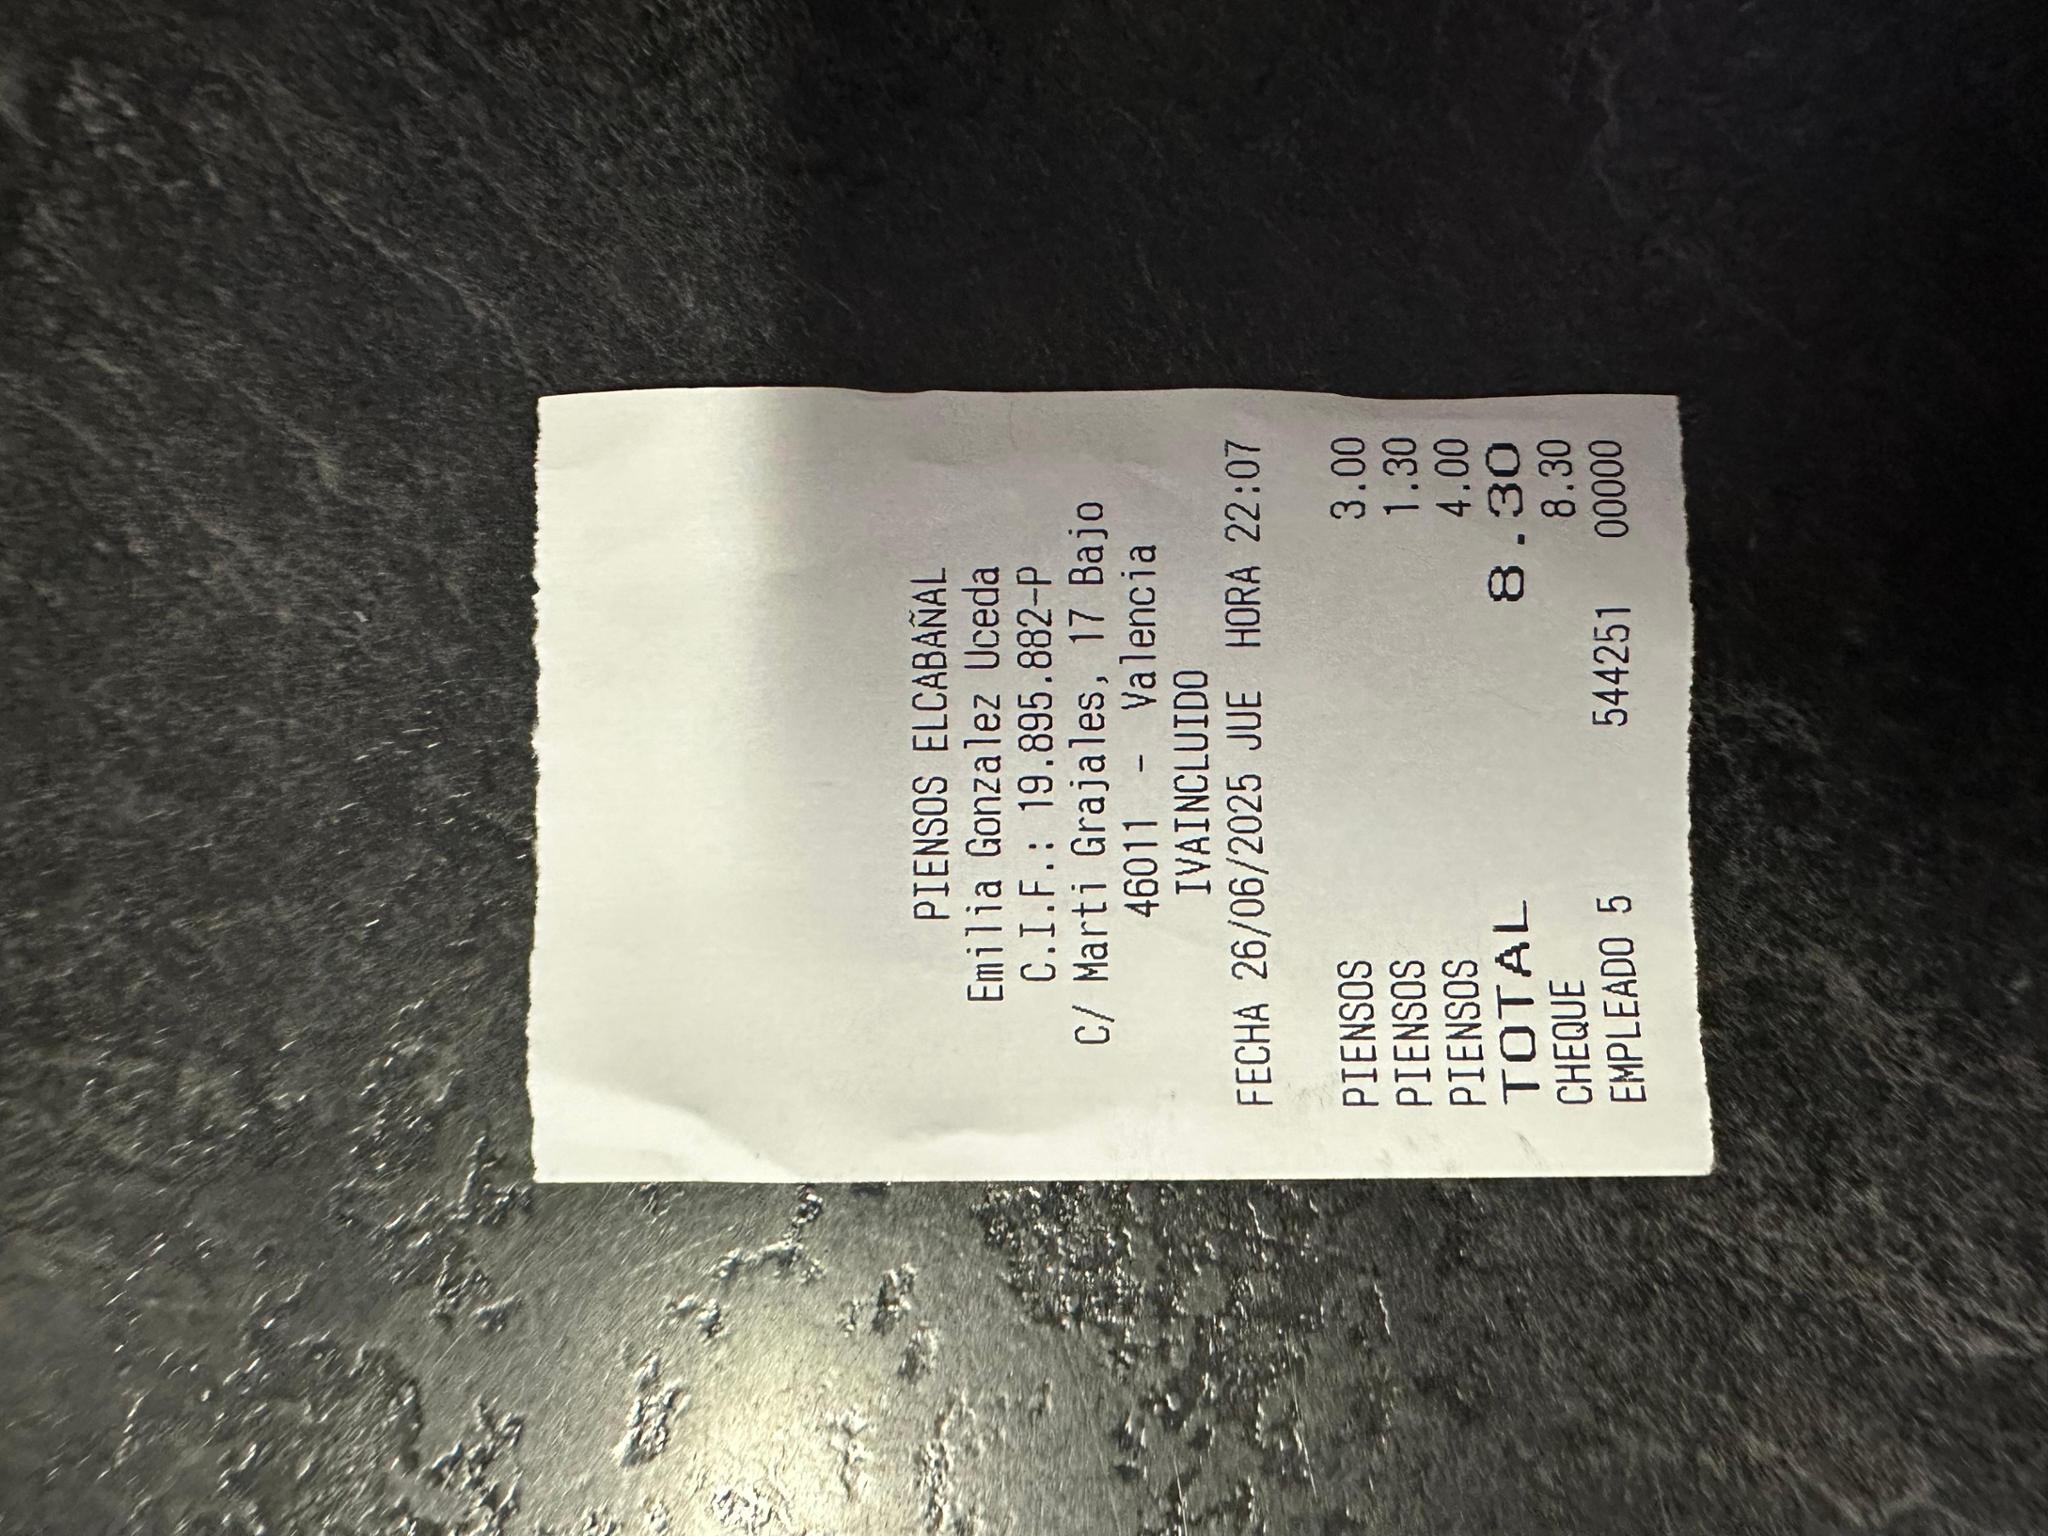 PIENSOS ELCABAÑAL
Emilia Gonzalez Uceda
C.I.F.: 19.895.882-P
C/ Marti Grajales, 17 Bajo
46011 - Valencia
IVAINCLUIDO
FECHA 26/06/2025 JUE HORA 22:07
PIENSOS 3.00
PIENSOS 1.30
PIENSOS 4.00
TOTAL 8.30
CHEQUE 8.30
EMPLEADO 5 544251 00000